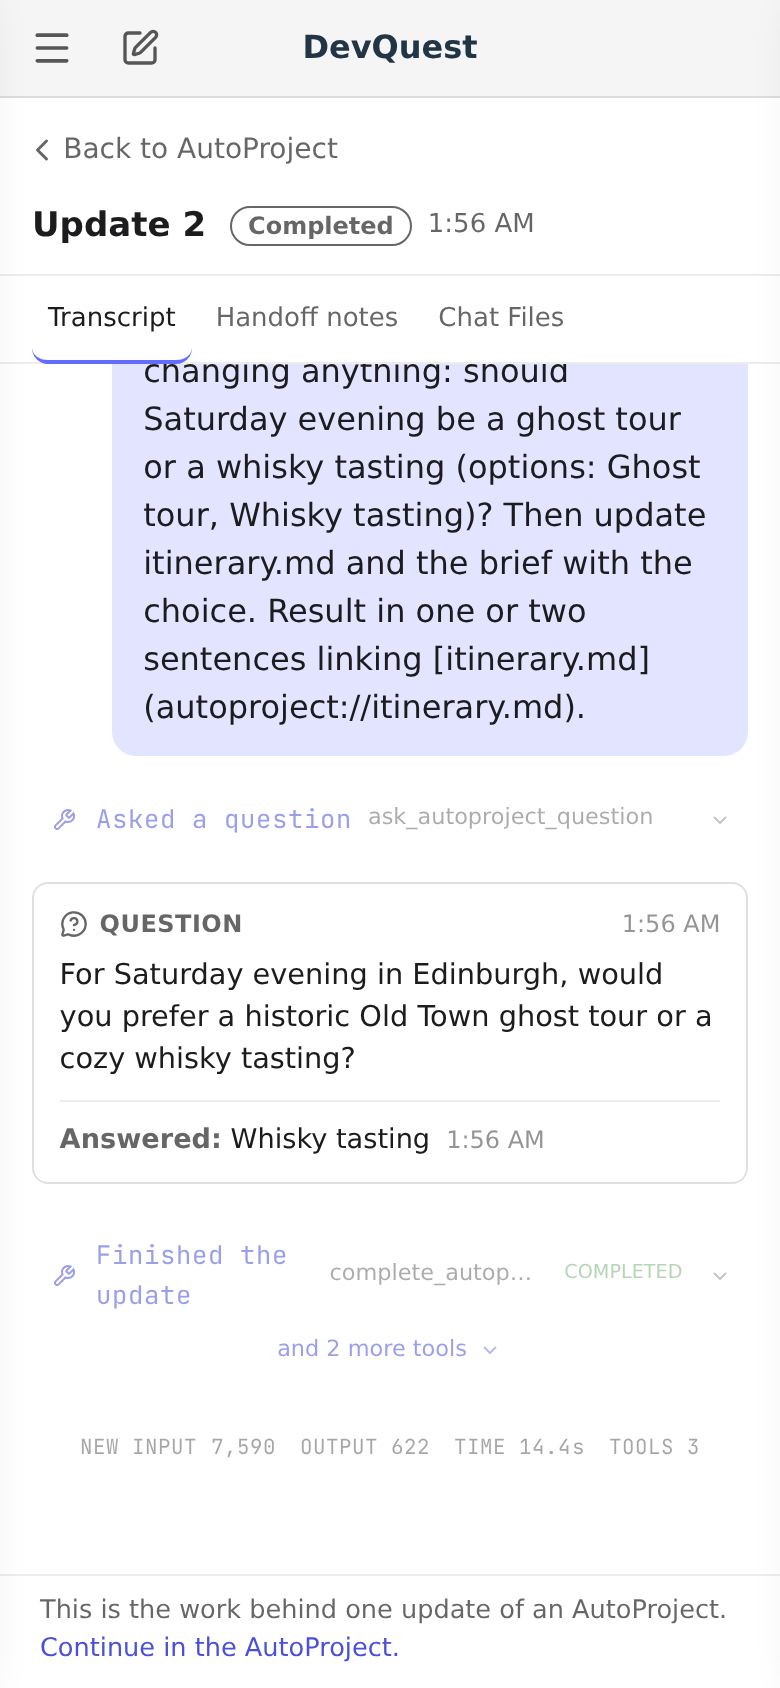 DevQuest
Back to AutoProject
Update 2 Completed 1:56 AM
Transcript Handoff notes Chat Files
changing anything: should
Saturday evening be a ghost tour
or a whisky tasting (options: Ghost
tour, Whisky tasting)? Then update
itinerary.md and the brief with the
choice. Result in one or two
sentences linking [itinerary.md]
(autoproject://itinerary.md).
Asked a question ask_autoproject_question
QUESTION 1:56 AM
For Saturday evening in Edinburgh, would
you prefer a historic Old Town ghost tour or a
cozy whisky tasting?
Answered: Whisky tasting 1:56 AM
Finished the
update complete_autop... COMPLETED
and 2 more tools
NEW INPUT 7,590 OUTPUT 622 TIME 14.4s TOOLS 3
This is the work behind one update of an AutoProject.
Continue in the AutoProject.